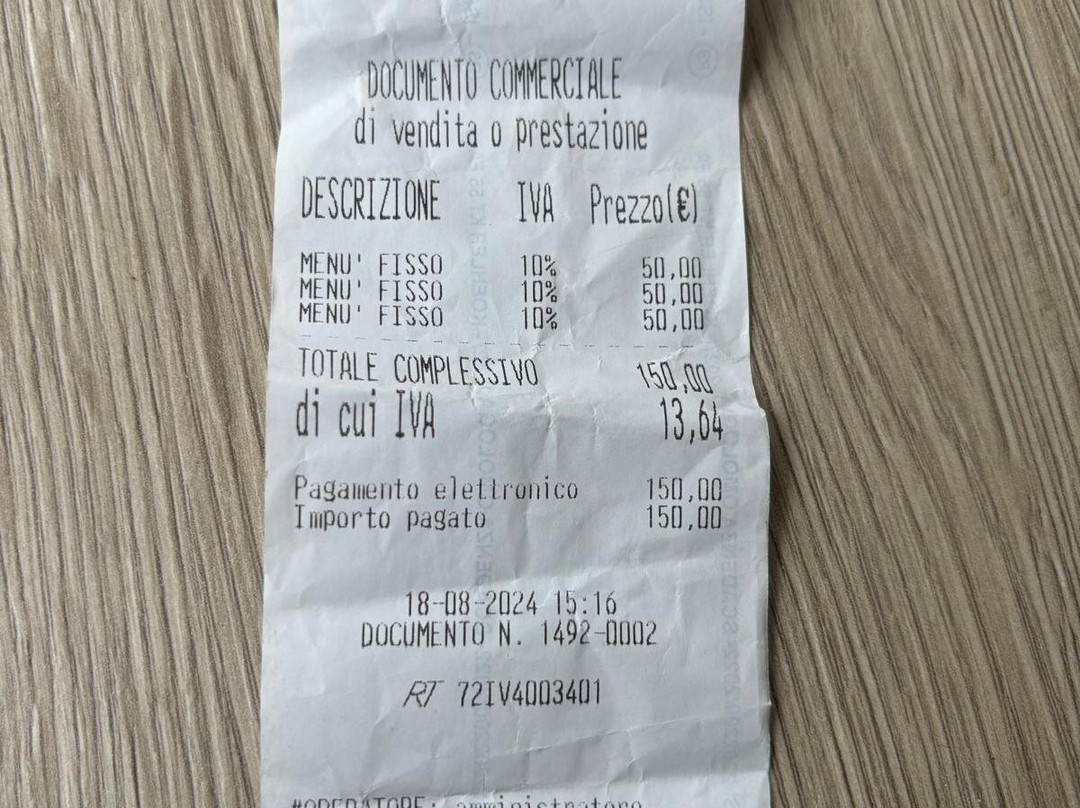 DOCUMENTO COMMERCIALE
di vendita o prestazione
DESCRIZIONE IVA Prezzo(€)
MENU' FISSO 10% 50,00
MENU' FISSO 10% 50,00
MENU' FISSO 10% 50,00
TOTALE COMPLESSIVO 150,00
di cui IVA 13,64
Pagamento elettronico 150,00
Importo pagato 150,00
18-08-2024 15:16
DOCUMENTO N. 1492-0002
RT 72IV4003401
#OPERATORE: amministratore